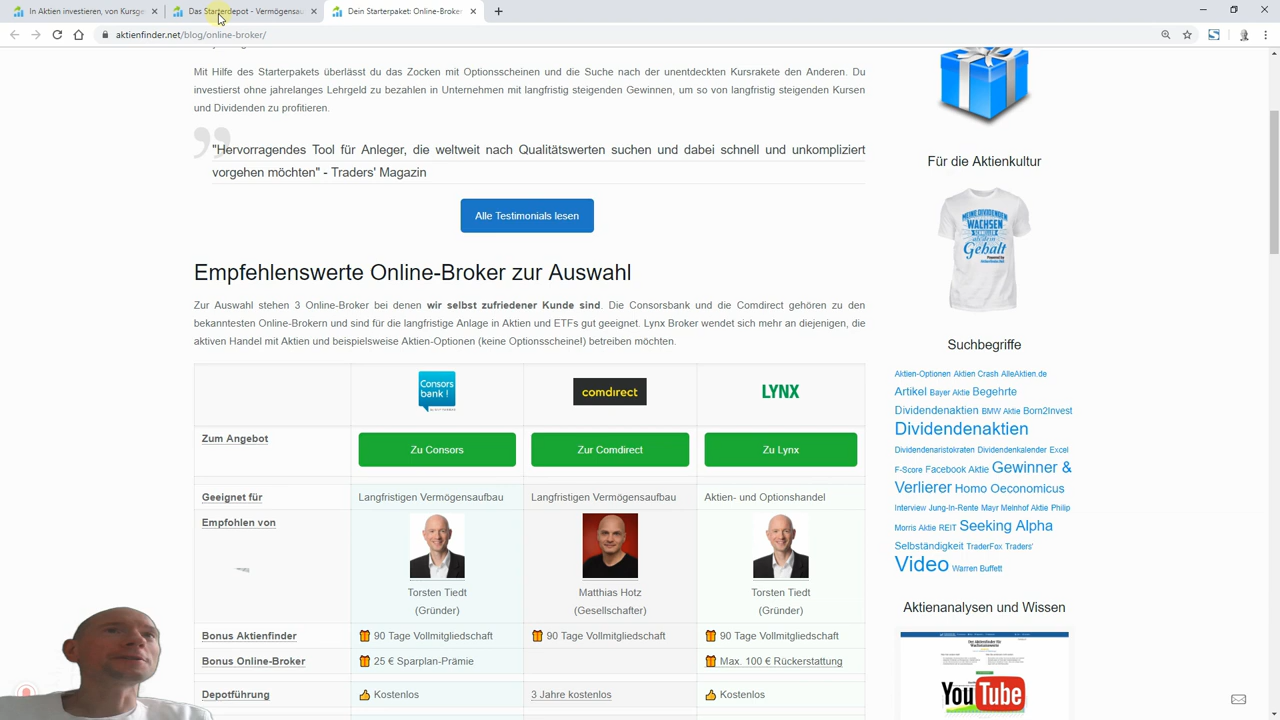 In Aktien investieren, von Kursge
Das Starterdepot - Vermögensau
Dein Starterpaket: Online-Broker
aktienfinder.net/blog/online-broker/
Mit Hilfe des Starterpakets überlässt du das Zocken mit Optionsscheinen und die Suche nach der unentdeckten Kursrakete den Anderen. Du
investierst ohne jahrelanges Lehrgeld zu bezahlen in Unternehmen mit langfristig steigenden Gewinnen, um so von langfristig steigenden Kursen
und Dividenden zu profitieren.
"Hervorragendes Tool für Anleger, die weltweit nach Qualitätswerten suchen und dabei schnell und unkompliziert
vorgehen möchten" - Traders' Magazin
Alle Testimonials lesen
Empfehlenswerte Online-Broker zur Auswahl
Zur Auswahl stehen 3 Online-Broker bei denen wir selbst zufriedener Kunde sind. Die Consorsbank und die Comdirect gehören zu den
bekanntesten Online-Brokern und sind für die langfristige Anlage in Aktien und ETFs gut geeignet. Lynx Broker wendet sich mehr an diejenigen, die
aktiven Handel mit Aktien und beispielsweise Aktien-Optionen (keine Optionsscheine!) betreiben möchten.
Consors
bank!
comdirect
LYNX
Zum Angebot
Zu Consors
Zur Comdirect
Zu Lynx
Geeignet für
Langfristigen Vermögensaufbau
Langfristigen Vermögensaufbau
Aktien- und Optionshandel
Empfohlen von
Torsten Tiedt
(Gründer)
Matthias Hotz
(Gesellschafter)
Torsten Tiedt
(Gründer)
Bonus Aktienfinder
90 Tage Vollmitgliedschaft
90 Tage Vollmitgliedschaft
90 Tage Vollmitgliedschaft
Bonus Online-Broker
€ Sparplan-Prämie
€ Sparplan-Prämie
Max. 100 € Rückerstattung
Depotführung
Kostenlos
3 Jahre kostenlos
Kostenlos
Für die Aktienkultur
MEINE DIVIDENDEN
WACHSEN
Gehalt
Suchbegriffe
Aktien-Optionen Aktien Crash AlleAktien.de
Artikel Bayer Aktie Begehrte
Dividendenaktien BMW Aktie Born2Invest
Dividendenaktien
Dividendenaristokraten Dividendenkalender Excel
F-Score Facebook Aktie Gewinner &
Verlierer Homo Oeconomicus
Interview Jung-In-Rente Mayr Melnhof Aktie Philip
Morris Aktie REIT Seeking Alpha
Selbständigkeit TraderFox Traders'
Video Warren Buffett
Aktienanalysen und Wissen
YouTube